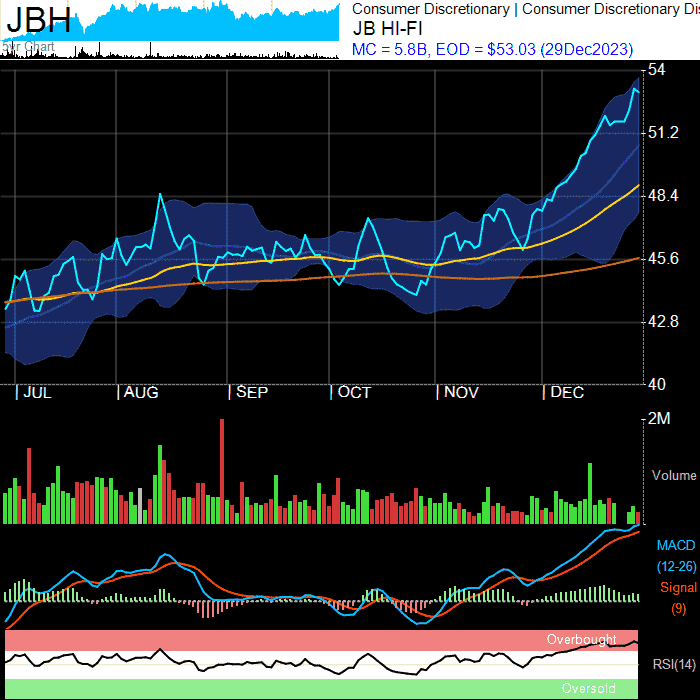 JBH
5yr Chart
Consumer Discretionary | Consumer Discretionary Dis
JB HI-FI
MC = 5.8B, EOD = $53.03 (29Dec2023)
54
51.2
48.4
45.6
42.8
40
| JUL | AUG | SEP | OCT | NOV | DEC
2M
Volume
MACD
(12-26)
Signal
(9)
Overbought
RSI(14)
Oversold